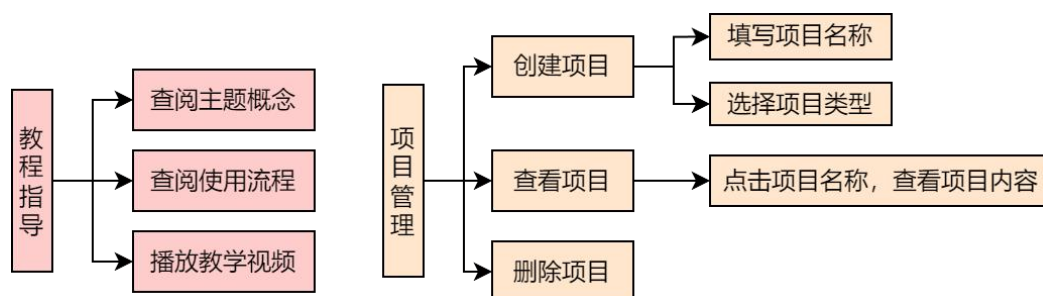 教程指导
查阅主题概念
查阅使用流程
播放教学视频
项目管理
创建项目
填写项目名称
选择项目类型
查看项目
点击项目名称，查看项目内容
删除项目